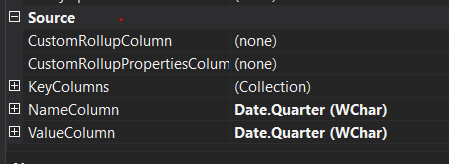 Source
CustomRollupColumn (none)
CustomRollupPropertiesColum (none)
KeyColumns (Collection)
NameColumn Date.Quarter (WChar)
ValueColumn Date.Quarter (WChar)